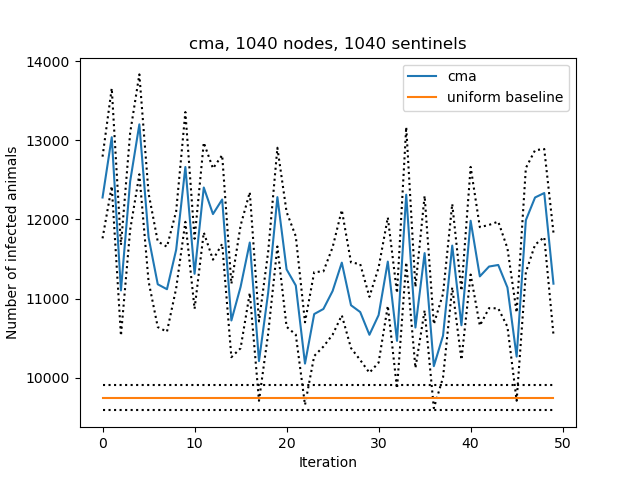 cma, 1040 nodes, 1040 sentinels
14000
13000
12000
11000
10000
Number of infected animals
cma
uniform baseline
0
10
20
30
40
50
Iteration